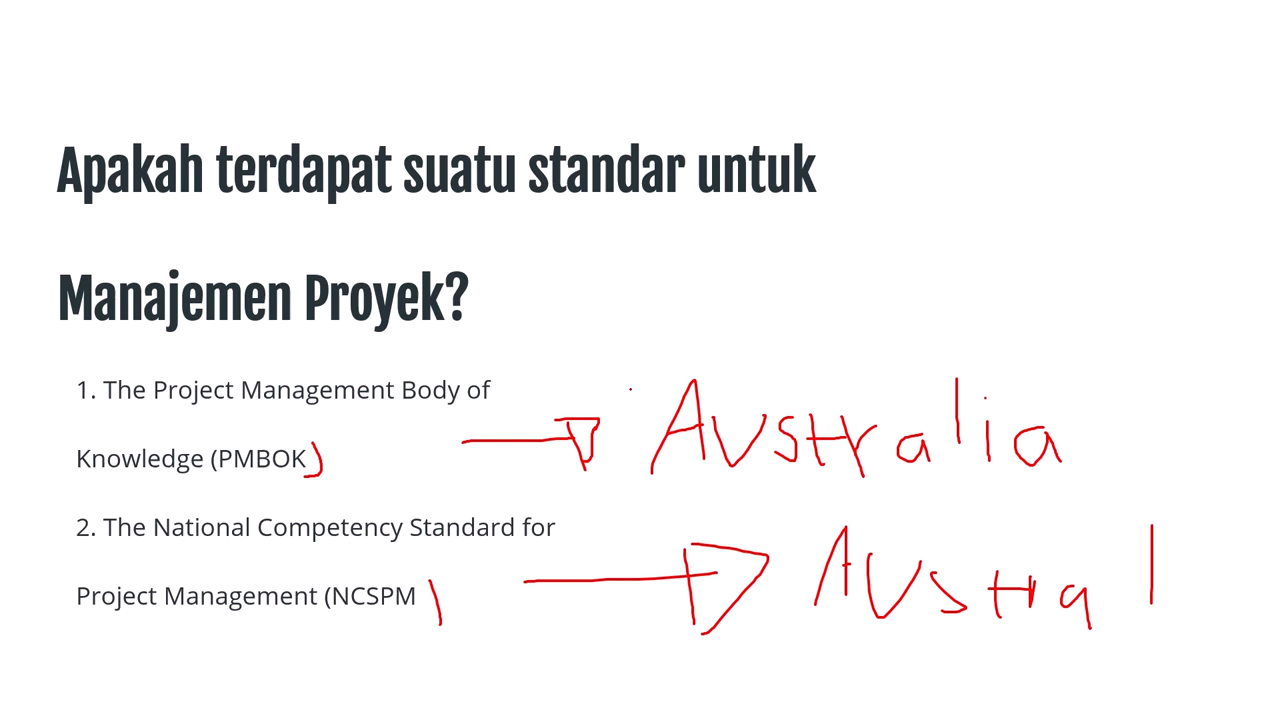 Apakah terdapat suatu standar untuk
Manajemen Proyek?
1. The Project Management Body of
Knowledge (PMBOK)
Australia
2. The National Competency Standard for
Project Management (NCSPM)
Austral